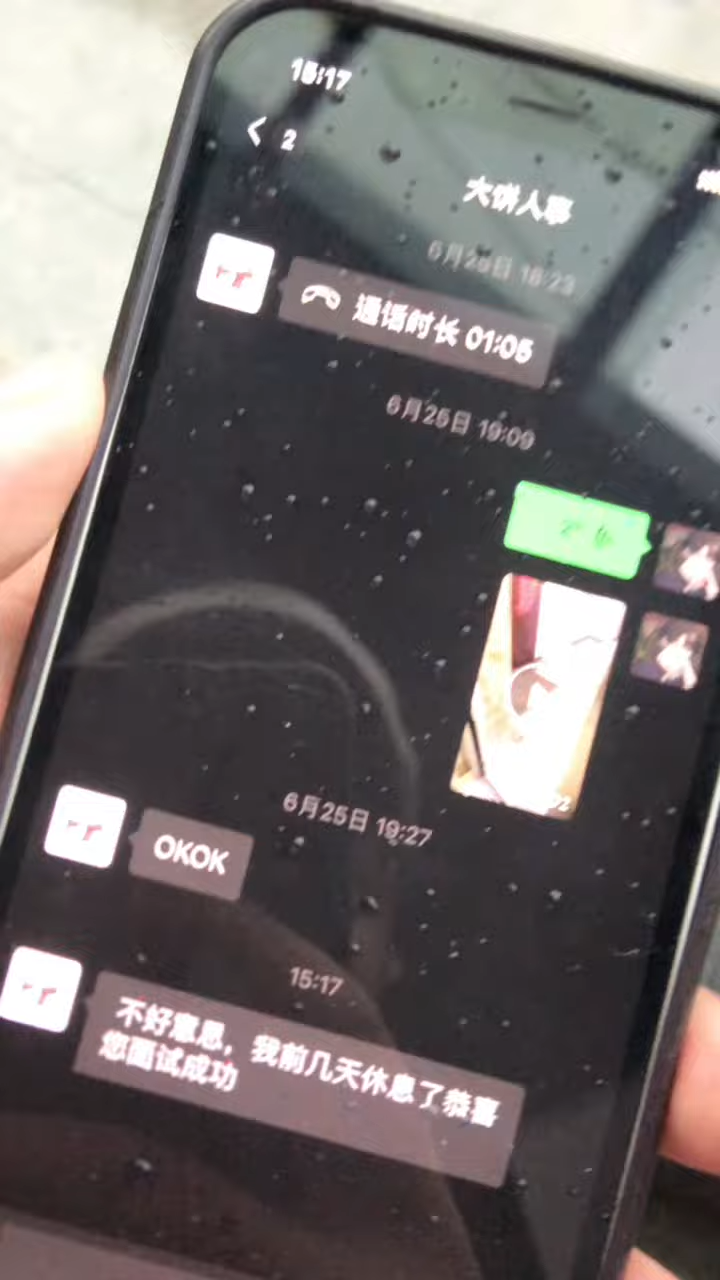 15:17
2
大饼人事
6月25日 18:23
通话时长 01:05
6月25日 19:09
6月25日 19:27
OKOK
15:17
不好意思，我前几天休息了恭喜
您面试成功